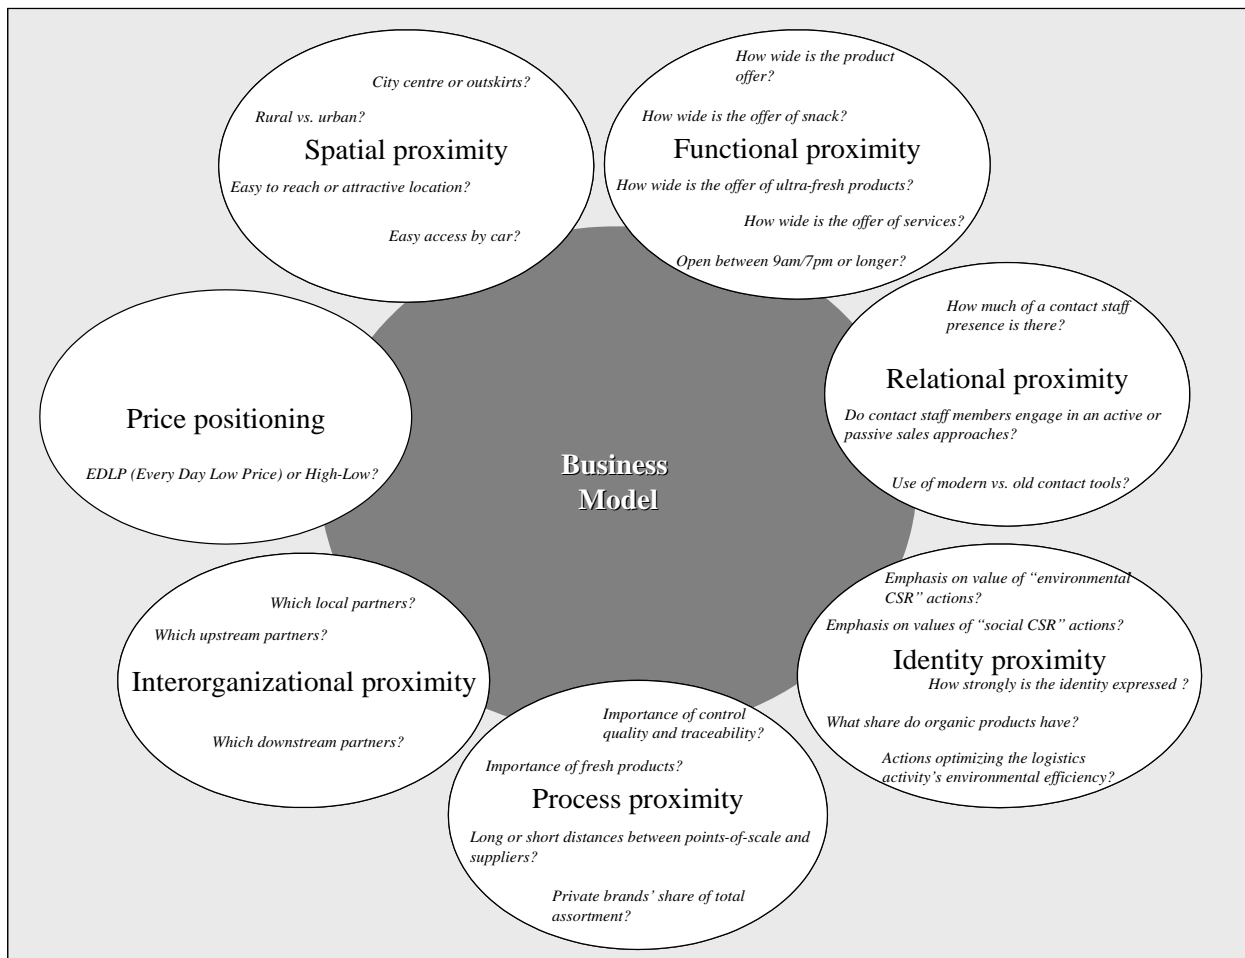 City centre or outskirts?
Rural vs. urban?
Spatial proximity
Easy to reach or attractive location?
Easy access by car?
How wide is the product
offer?
How wide is the offer of snack?
Functional proximity
How wide is the offer of ultra-fresh products?
How wide is the offer of services?
Open between 9am/7pm or longer?
How much of a contact staff
presence is there?
Relational proximity
Do contact staff members engage in an active or
passive sales approaches?
Use of modern vs. old contact tools?
Price positioning
EDLP (Every Day Low Price) or High-Low?
Business
Model
Emphasis on value of “environmental
CSR” actions?
Emphasis on values of “social CSR” actions?
Identity proximity
How strongly is the identity expressed ?
What share do organic products have?
Actions optimizing the logistics
activity’s environmental efficiency?
Which local partners?
Which upstream partners?
Interorganizational proximity
Which downstream partners?
Importance of control
quality and traceability?
Importance of fresh products?
Process proximity
Long or short distances between points-of-scale and
suppliers?
Private brands’ share of total
assortment?